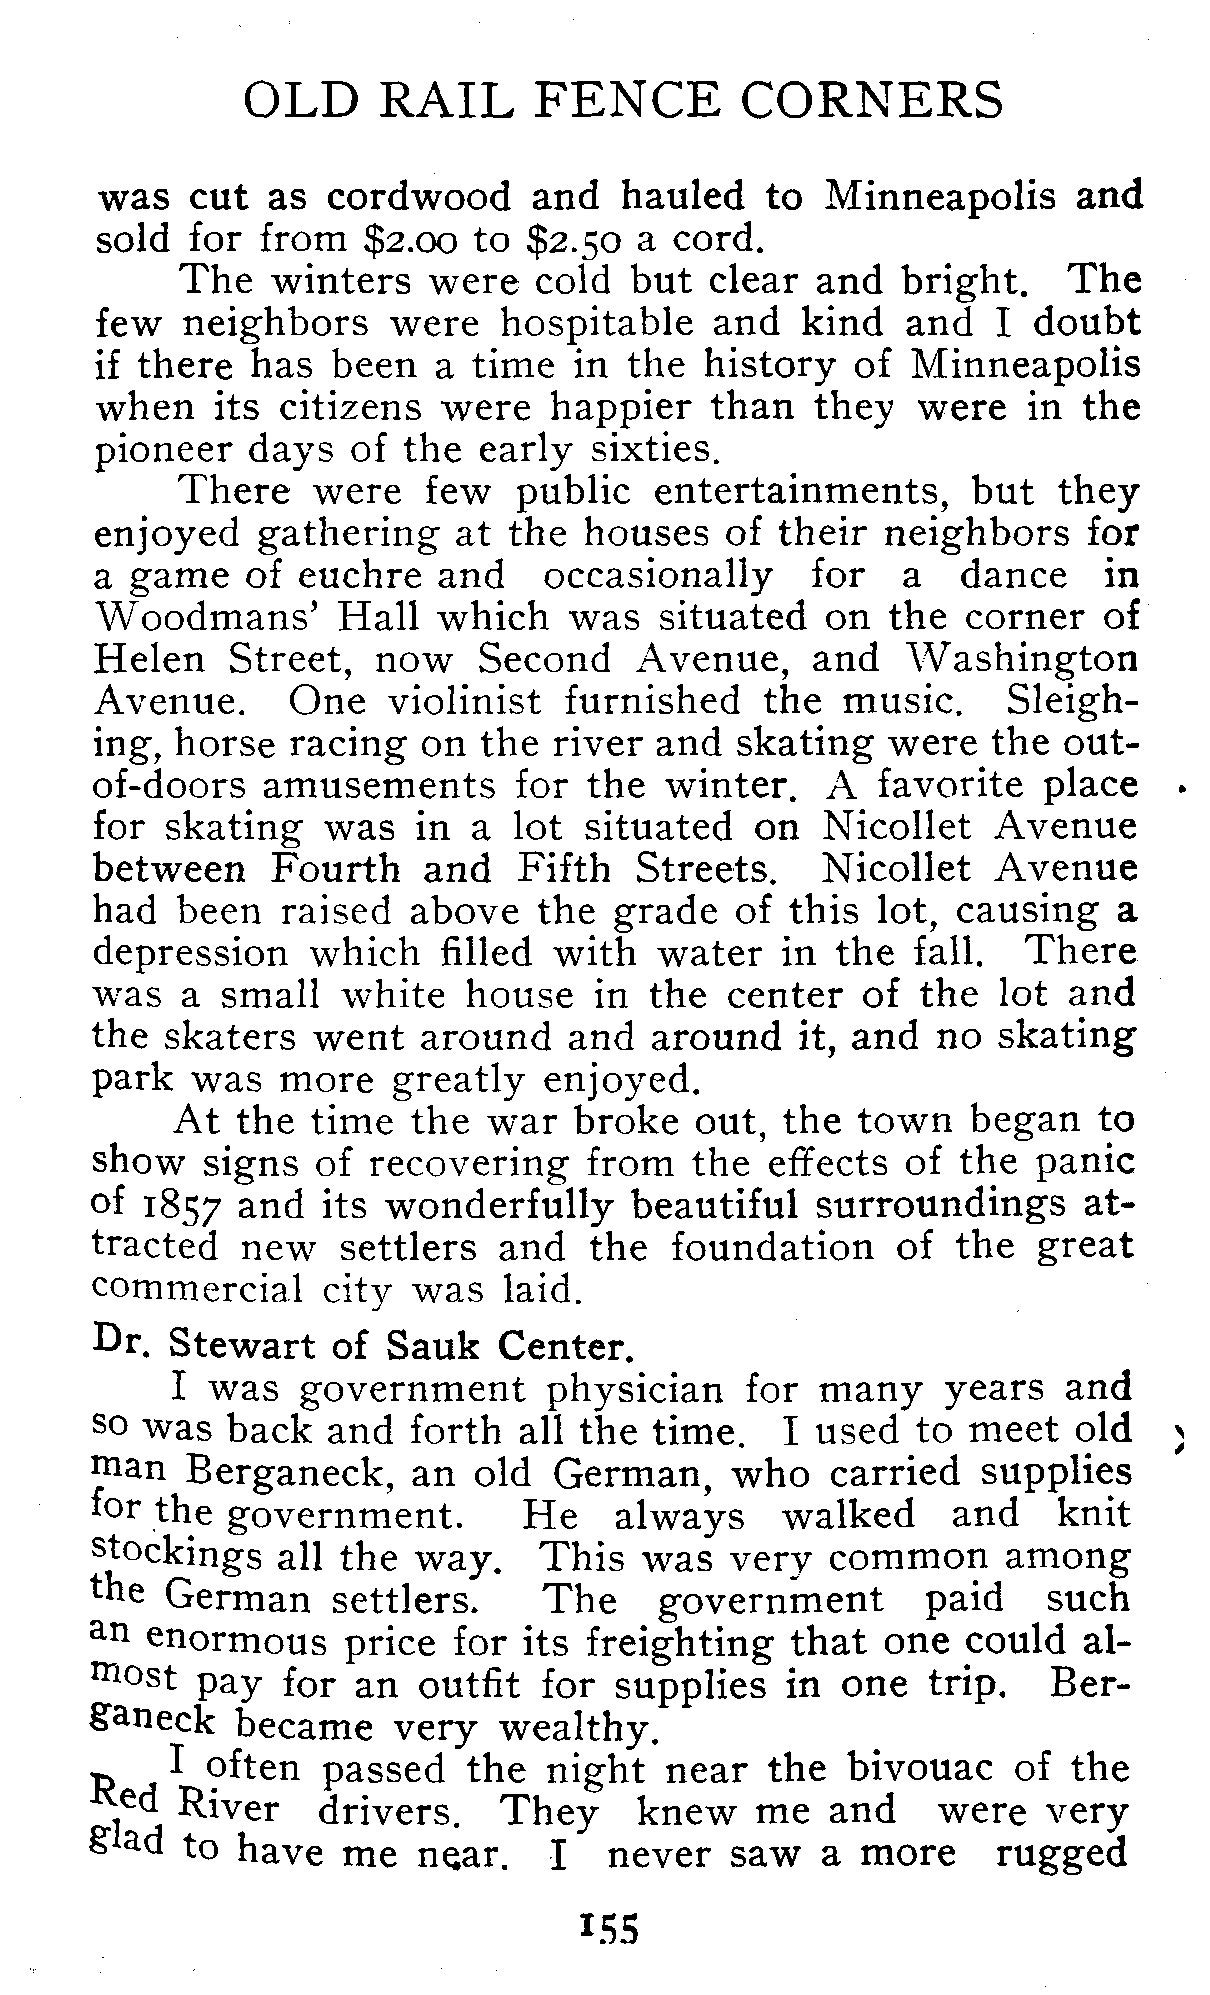 OLD RAIL FENCE CORNERS
was cut as cordwood and hauled to Minneapolis and
sold for from $2.00 to $2.50 a cord.
The winters were cold but clear and bright. The
few neighbors were hospitable and kind and I doubt
if there has been a time in the history of Minneapolis
when its citizens were happier than they were in the
pioneer days of the early sixties.
There were few public entertainments, but they
enjoyed gathering at the houses of their neighbors for
a game of euchre and occasionally for a dance in
Woodmans' Hall which was situated on the corner of
Helen Street, now Second Avenue, and Washington
Avenue. One violinist furnished the music. Sleigh-
ing, horse racing on the river and skating were the out-
of-doors amusements for the winter. A favorite place
for skating was in a lot situated on Nicollet Avenue
between Fourth and Fifth Streets. Nicollet Avenue
had been raised above the grade of this lot, causing a
depression which filled with water in the fall. There
was a small white house in the center of the lot and
the skaters went around and around it, and no skating
park was more greatly enjoyed.
At the time the war broke out, the town began to
show signs of recovering from the effects of the panic
of 1857 and its wonderfully beautiful surroundings at-
tracted new settlers and the foundation of the great
commercial city was laid.
Dr. Stewart of Sauk Center.
I was government physician for many years and
so was back and forth all the time. I used to meet old
man Berganeck, an old German, who carried supplies
for the government. He always walked and knit
stockings all the way. This was very common among
the German settlers. The government paid such
an enormous price for its freighting that one could al-
most pay for an outfit for supplies in one trip. Ber-
ganeck became very wealthy.
I often passed the night near the bivouac of the
Red River drivers. They knew me and were very
glad to have me near. I never saw a more rugged
155